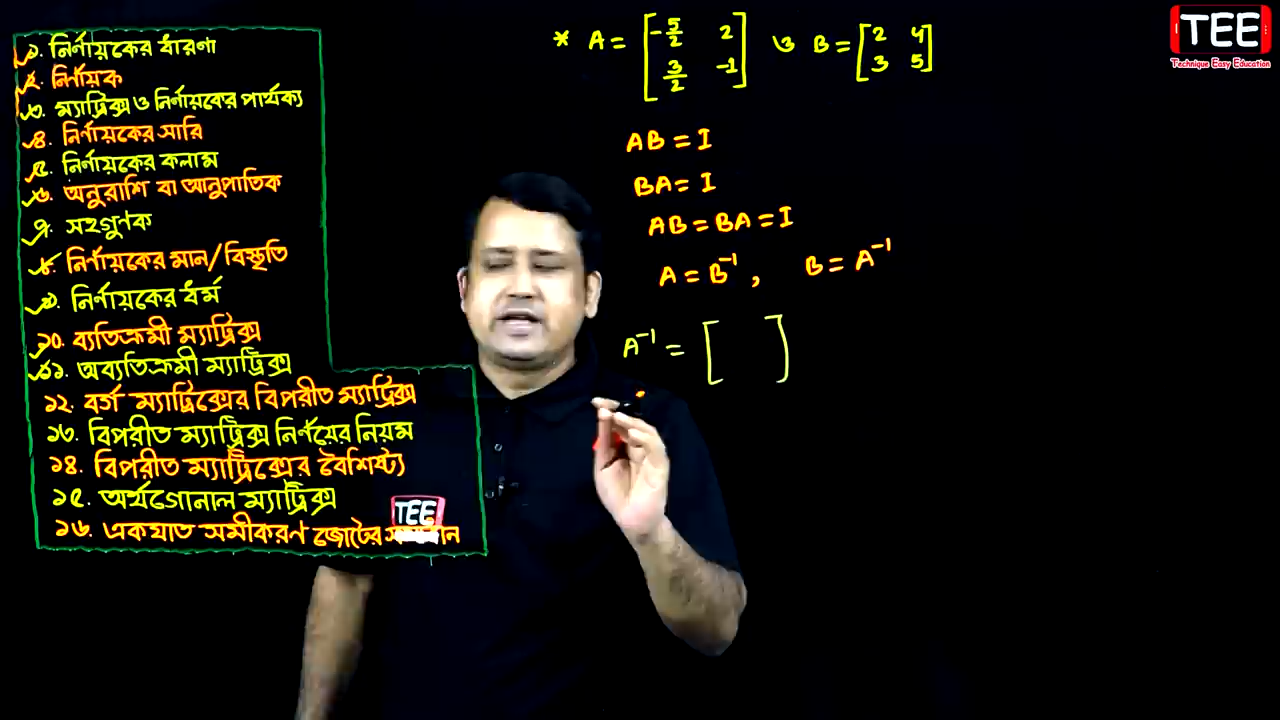 ১. নির্ণায়কের ধারণা
২. নির্ণায়ক
৩. ম্যাট্রিক্স ও নির্ণায়কের পার্থক্য
৪. নির্ণায়কের সারি
৫. নির্ণায়কের কলাম
৬. অনুরাশি বা আনুপাতিক
৭. সহগুণক
৮. নির্ণায়কের মান/বিস্তৃতি
৯. নির্ণায়কের ধর্ম
১০. ব্যতিক্রমী ম্যাট্রিক্স
১১. অব্যতিক্রমী ম্যাট্রিক্স
১২. বর্গ ম্যাট্রিক্সের বিপরীত ম্যাট্রিক্স
১৩. বিপরীত ম্যাট্রিক্স নির্ণয়ের নিয়ম
১৪. বিপরীত ম্যাট্রিক্সের বৈশিষ্ট্য
১৫. অর্থগোনাল ম্যাট্রিক্স
১৬. একঘাত সমীকরণ জোটের
TEE
* A = [-5/2 2
3/2 -1] ও B = [2 4
3 5]
AB = I
BA = I
AB = BA = I
A = B⁻¹, B = A⁻¹
A⁻¹ = [ ]
TEE
Technique Easy Education